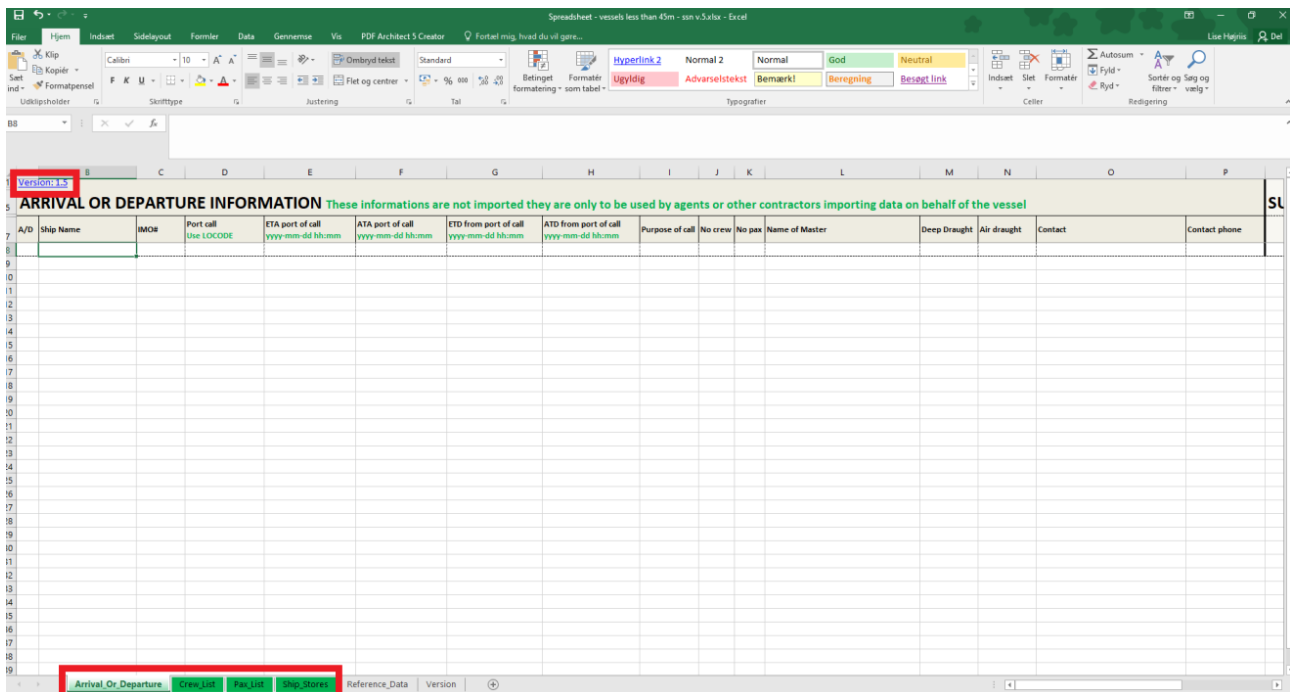 Spreadsheet - vessels less than 45m - ssn v.5.xlsx - Excel
Filer Hjem Indsæt Sidelayout Formler Data Gennemse Vis PDF Architect 5 Creator Fortæl mig, hvad du vil gøre... Lise Højriis Del
Sæt ind
Klip
Kopiér
Formatpensel
Udklipsholder
Calibri 10
F K U
Skrifttype
Ombryd tekst
Flet og centrer
Justering
Standard
% 000
Tal
Betinget formatering
Formatér som tabel
Hyperlink 2 Normal 2 Normal God Neutral
Ugyldig Advarselstekst Bemærk! Beregning Besøgt link
Typografier
Indsæt Slet Formatér
Celler
Autosum
Fyld
Ryd
Sortér og filtrer
Søg og vælg
Redigering
B8 fx
B C D E F G H I J K L M N O P
Version: 1.5
ARRIVAL OR DEPARTURE INFORMATION These informations are not imported they are only to be used by agents or other contractors importing data on behalf of the vessel
A/D Ship Name IMO# Port call ETA port of call ATA port of call ETD from port of call ATD from port of call Purpose of call No crew No pax Name of Master Deep Draught Air draught Contact Contact phone
Use LOCODE yyyy-mm-dd hh:mm yyyy-mm-dd hh:mm yyyy-mm-dd hh:mm yyyy-mm-dd hh:mm
Arrival_Or_Departure Crew_List Pax_List Ship_Stores Reference_Data Version